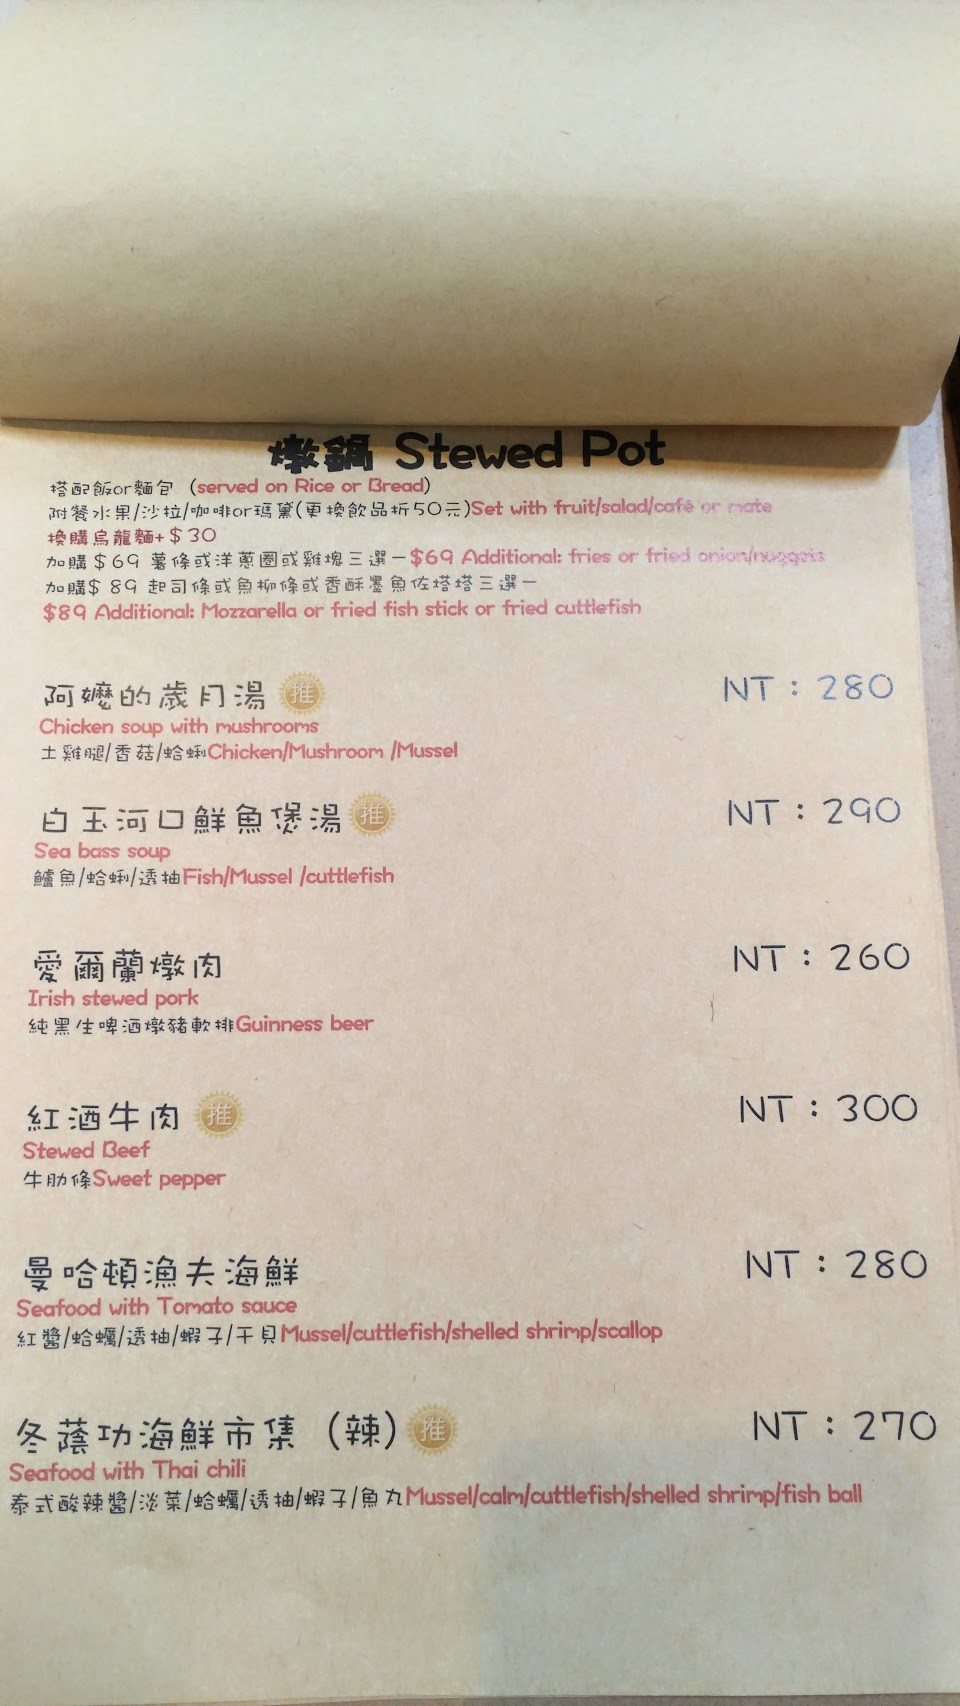 燉鍋 Stewed Pot
搭配飯or麵包 (served on Rice or Bread)
附餐水果/沙拉/咖啡or瑪黛(更換飲品折50元)Set with fruit/salad/café or mate
換購烏龍麵+$30
加購$69 薯條或洋蔥圈或雞塊三選一$69 Additional: fries or fried onion/nuggets
加購$ 89 起司條或魚柳條或香酥墨魚佐塔塔三選一
$89 Additional: Mozzarella or fried fish stick or fried cuttlefish
阿嬤的歲月湯 推 NT：280
Chicken soup with mushrooms
土雞腿/香菇/蛤蜊Chicken/Mushroom /Mussel
白玉河口鮮魚煲湯 推 NT：290
Sea bass soup
鱸魚/蛤蜊/透抽Fish/Mussel /cuttlefish
愛爾蘭燉肉 NT：260
Irish stewed pork
純黑生啤酒燉豬軟排Guinness beer
紅酒牛肉 推 NT：300
Stewed Beef
牛肋條Sweet pepper
曼哈頓漁夫海鮮 NT：280
Seafood with Tomato sauce
紅醬/蛤蠣/透抽/蝦子/干貝Mussel/cuttlefish/shelled shrimp/scallop
冬蔭功海鮮市集（辣）推 NT：270
Seafood with Thai chili
泰式酸辣醬/淡菜/蛤蠣/透抽/蝦子/魚丸Mussel/calm/cuttlefish/shelled shrimp/fish ball